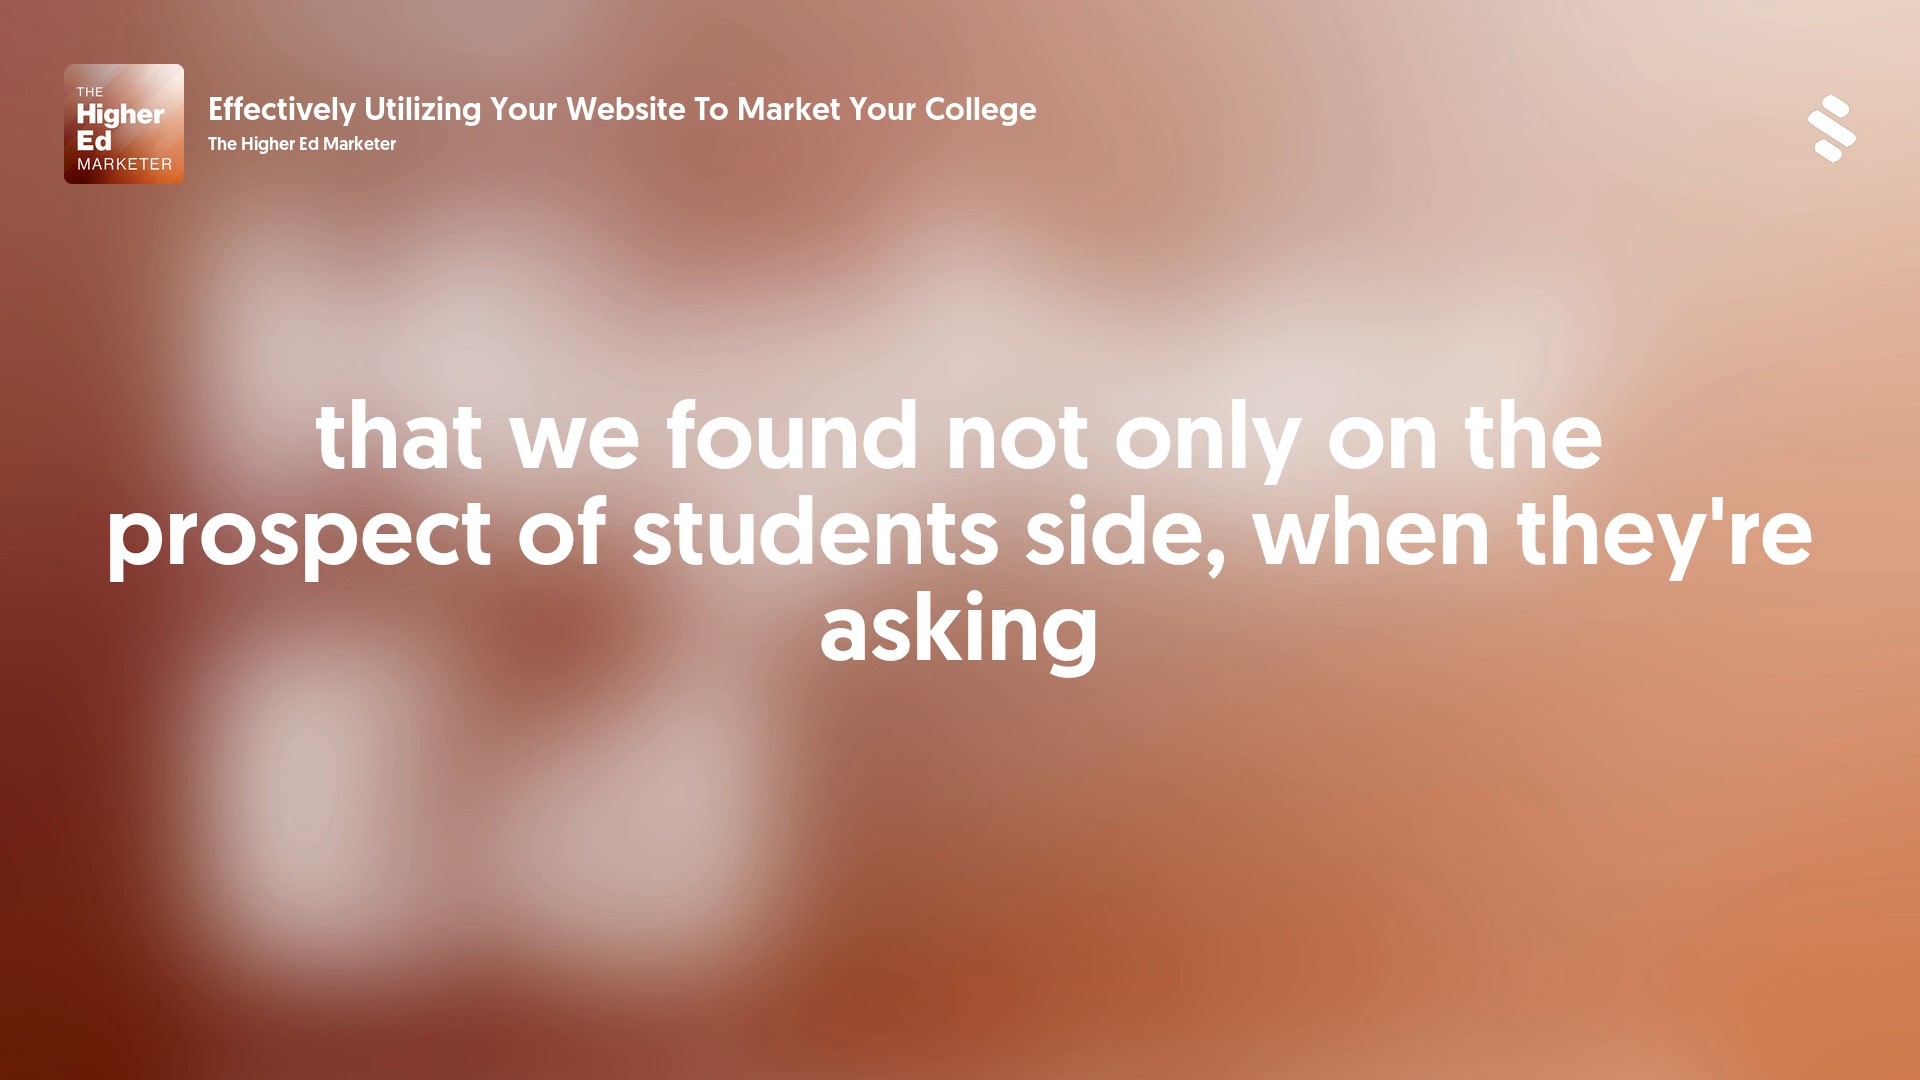 THE
Higher
Ed
MARKETER
Effectively Utilizing Your Website To Market Your College
The Higher Ed Marketer
that we found not only on the
prospect of students side, when they're
asking